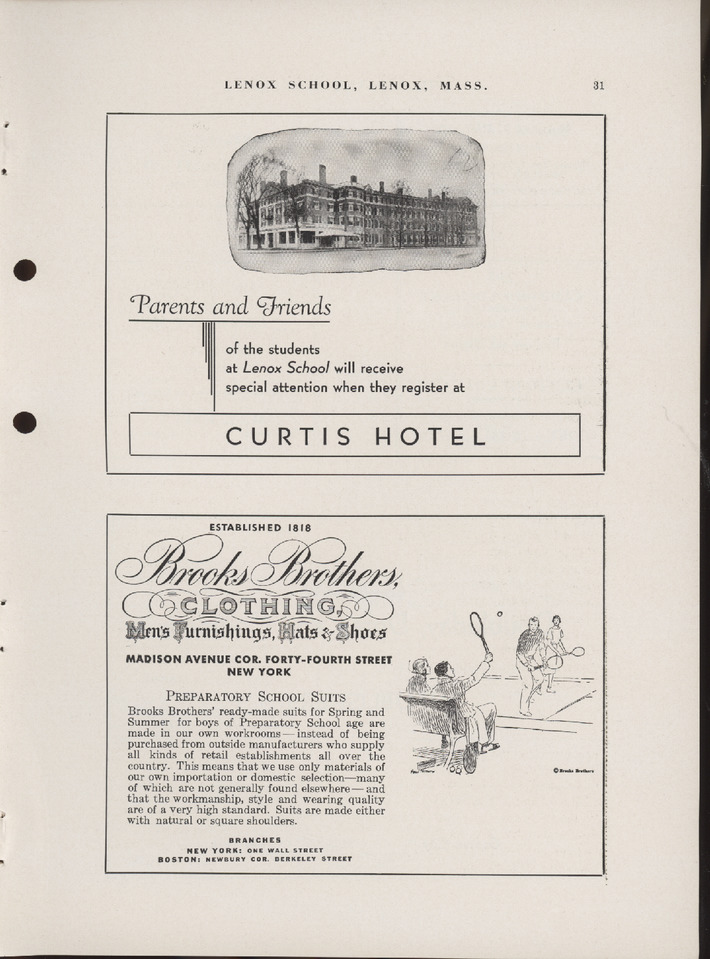 LENOX SCHOOL, LENOX, MASS. 31
Parents and Friends
of the students
at Lenox School will receive
special attention when they register at
CURTIS HOTEL
ESTABLISHED 1818
Brooks Brothers,
CLOTHING,
Men's Furnishings, Hats & Shoes
MADISON AVENUE COR. FORTY-FOURTH STREET
NEW YORK
PREPARATORY SCHOOL SUITS
Brooks Brothers' ready-made suits for Spring and
Summer for boys of Preparatory School age are
made in our own workrooms—instead of being
purchased from outside manufacturers who supply
all kinds of retail establishments all over the
country. This means that we use only materials of
our own importation or domestic selection—many
of which are not generally found elsewhere—and
that the workmanship, style and wearing quality
are of a very high standard. Suits are made either
with natural or square shoulders.
© Brooks Brothers
BRANCHES
NEW YORK: ONE WALL STREET
BOSTON: NEWBURY COR. BERKELEY STREET